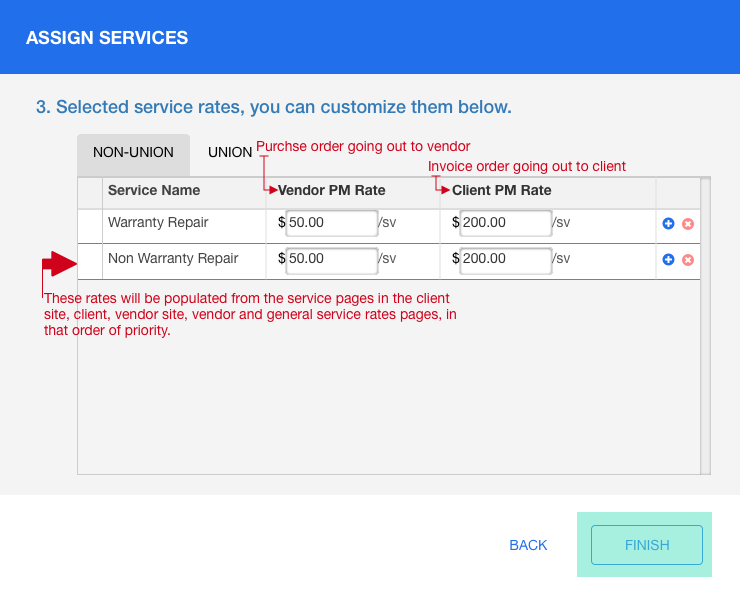 ASSIGN SERVICES
3. Selected service rates, you can customize them below.
NON-UNION UNION Purchse order going out to vendor
Invoice order going out to client
Service Name Vendor PM Rate Client PM Rate
Warranty Repair $ 50.00 /sv $ 200.00 /sv
Non Warranty Repair $ 50.00 /sv $ 200.00 /sv
These rates will be populated from the service pages in the client
site, client, vendor site, vendor and general service rates pages, in
that order of priority.
BACK FINISH